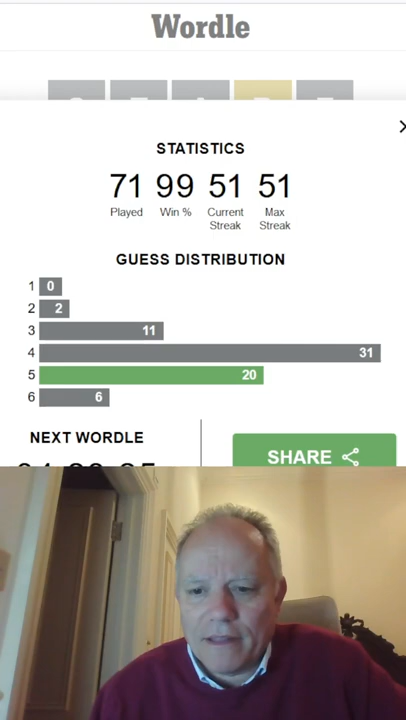 Wordle
STATISTICS
71 99 51 51
Played Win % Current Streak Max Streak
GUESS DISTRIBUTION
1 0
2 2
3 11
4 31
5 20
6 6
NEXT WORDLE
SHARE